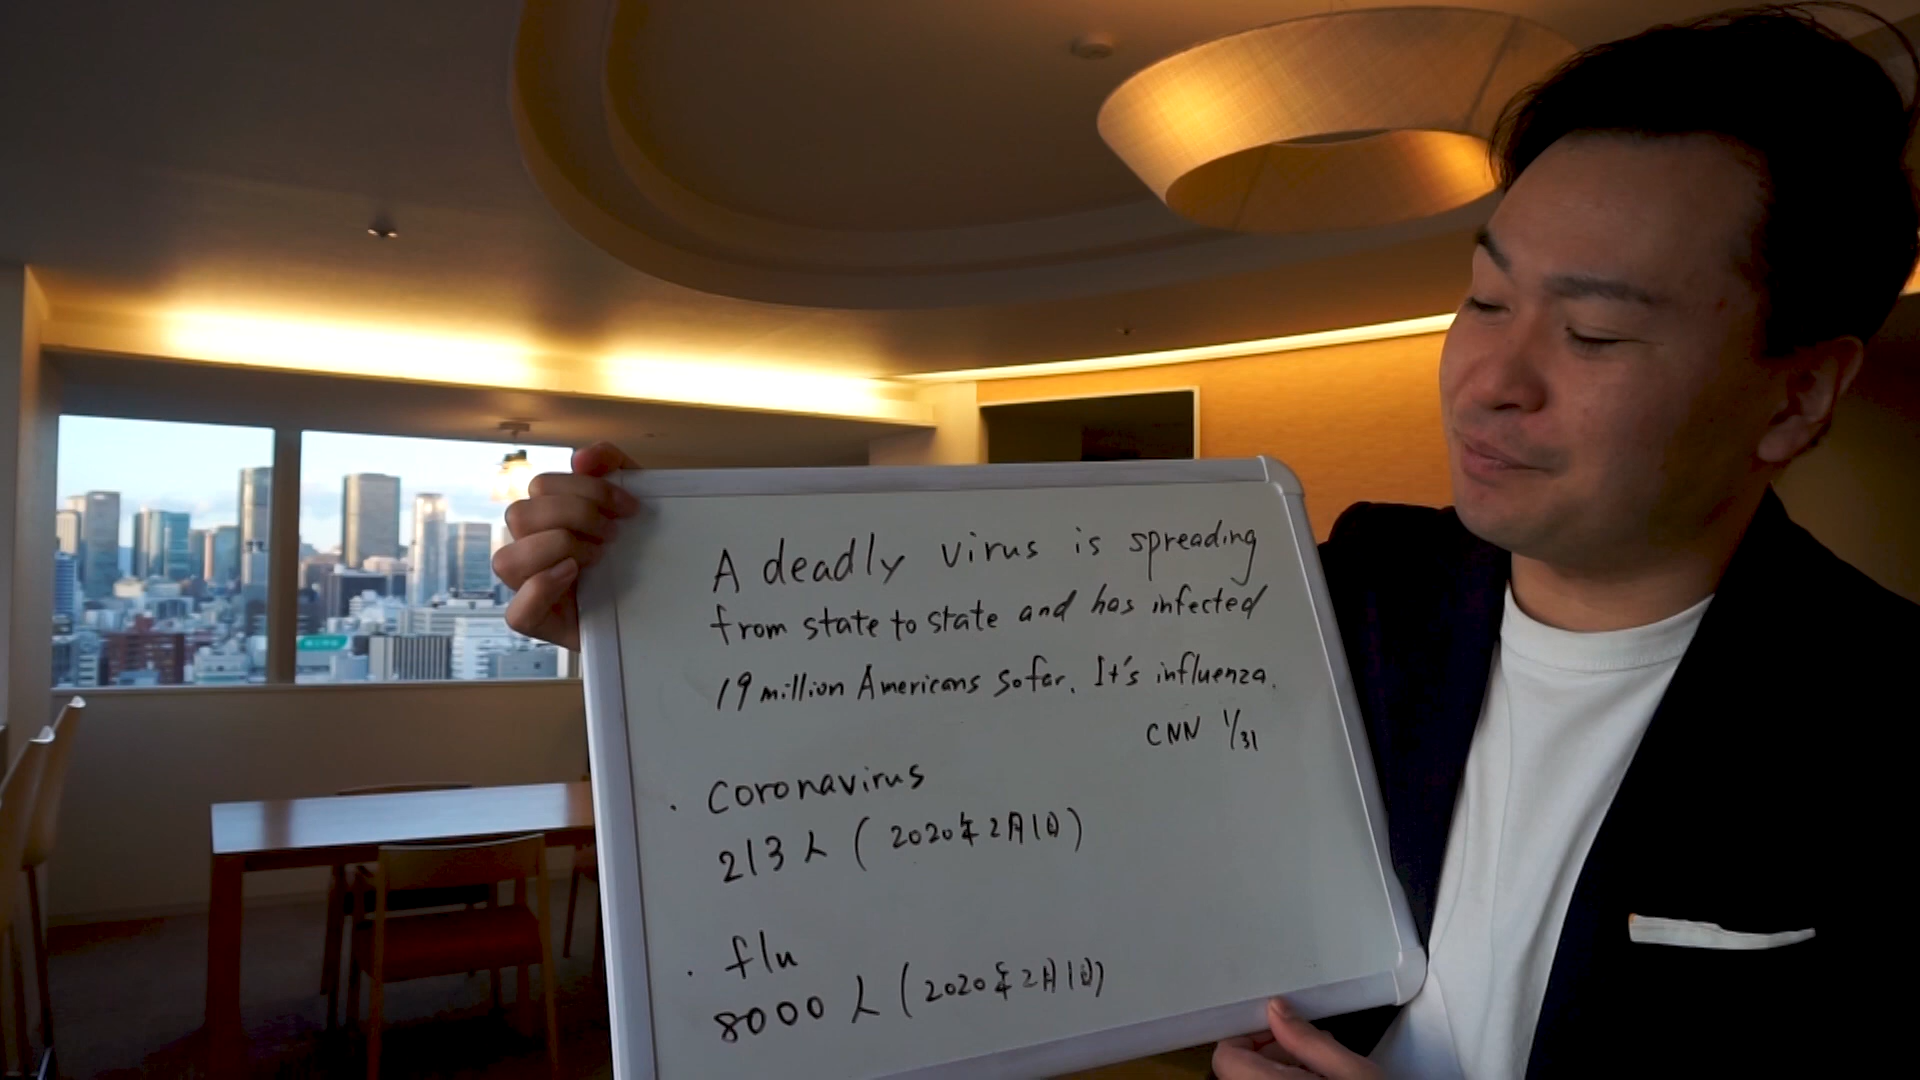 A deadly virus is spreading
from state to state and has infected
19 million Americans so far. It's influenza.
CNN 1/31
・ coronavirus
213人 (2020年2月1日)
・ flu
8000人 (2020年2月1日)